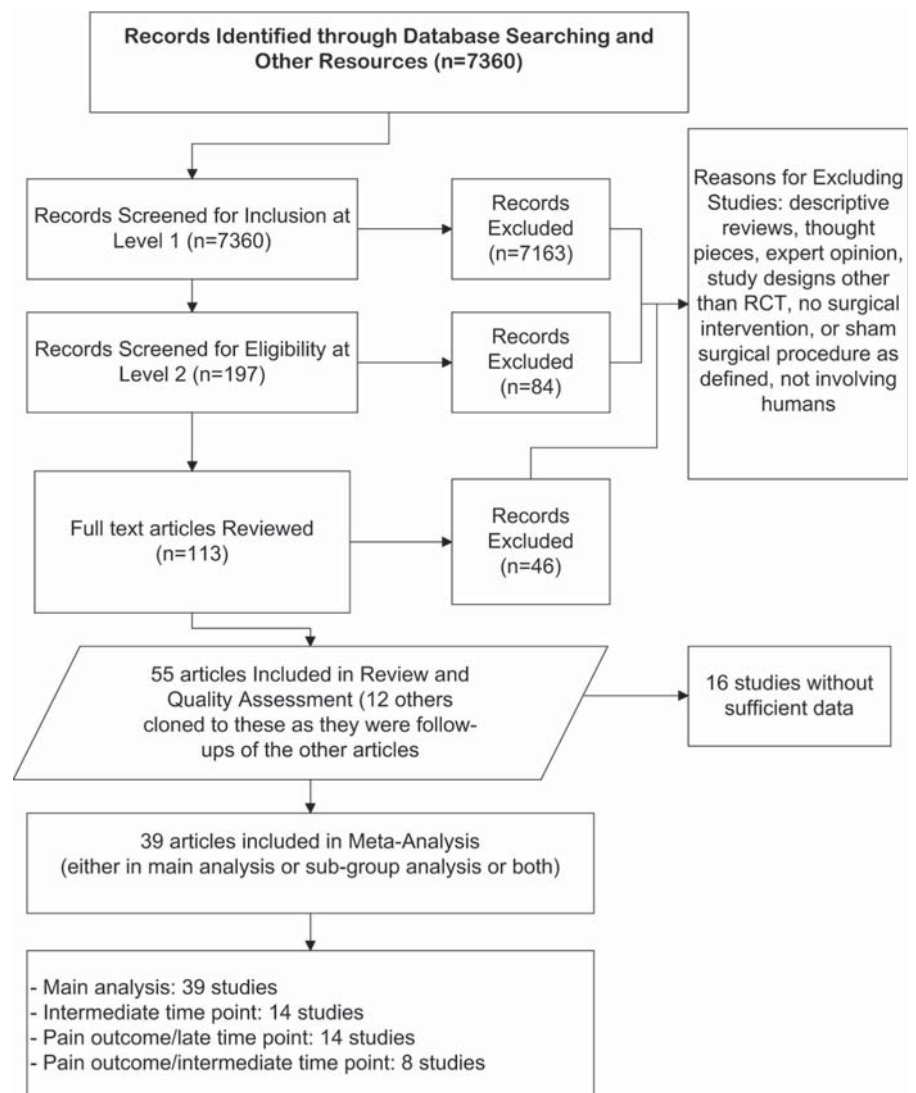 Records Identified through Database Searching and
Other Resources (n=7360)
Records Screened for Inclusion at
Level 1 (n=7360)
Records
Excluded
(n=7163)
Reasons for Excluding
Studies: descriptive
reviews, thought
pieces, expert opinion,
study designs other
than RCT, no surgical
intervention, or sham
surgical procedure as
defined, not involving
humans
Records Screened for Eligibility at
Level 2 (n=197)
Records
Excluded
(n=84)
Full text articles Reviewed
(n=113)
Records
Excluded
(n=46)
55 articles Included in Review and
Quality Assessment (12 others
cloned to these as they were follow-
ups of the other articles
16 studies without
sufficient data
39 articles included in Meta-Analysis
(either in main analysis or sub-group analysis or both)
- Main analysis: 39 studies
- Intermediate time point: 14 studies
- Pain outcome/late time point: 14 studies
- Pain outcome/intermediate time point: 8 studies